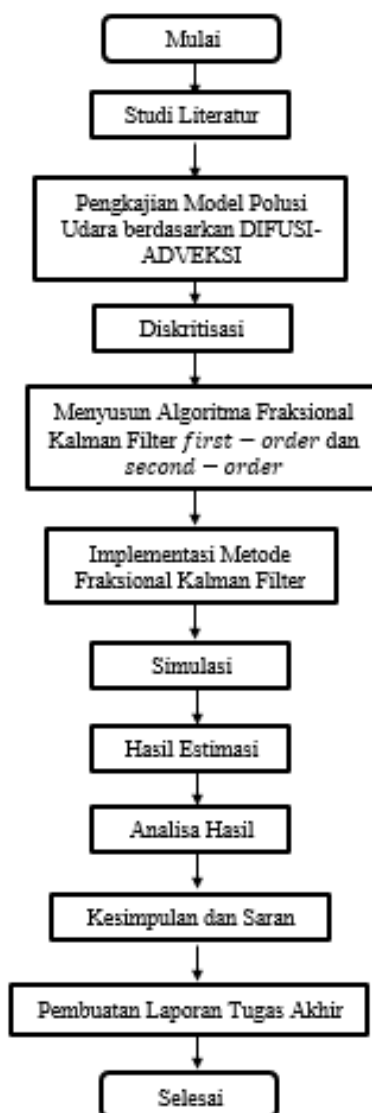 Mulai
Studi Literatur
Pengkajian Model Polusi
Udara berdasarkan DIFUSI-
ADVEKSI
Diskritisasi
Menyusun Algoritma Fraksional
Kalman Filter first − order dan
second − order
Implementasi Metode
Fraksional Kalman Filter
Simulasi
Hasil Estimasi
Analisa Hasil
Kesimpulan dan Saran
Pembuatan Laporan Tugas Akhir
Selesai